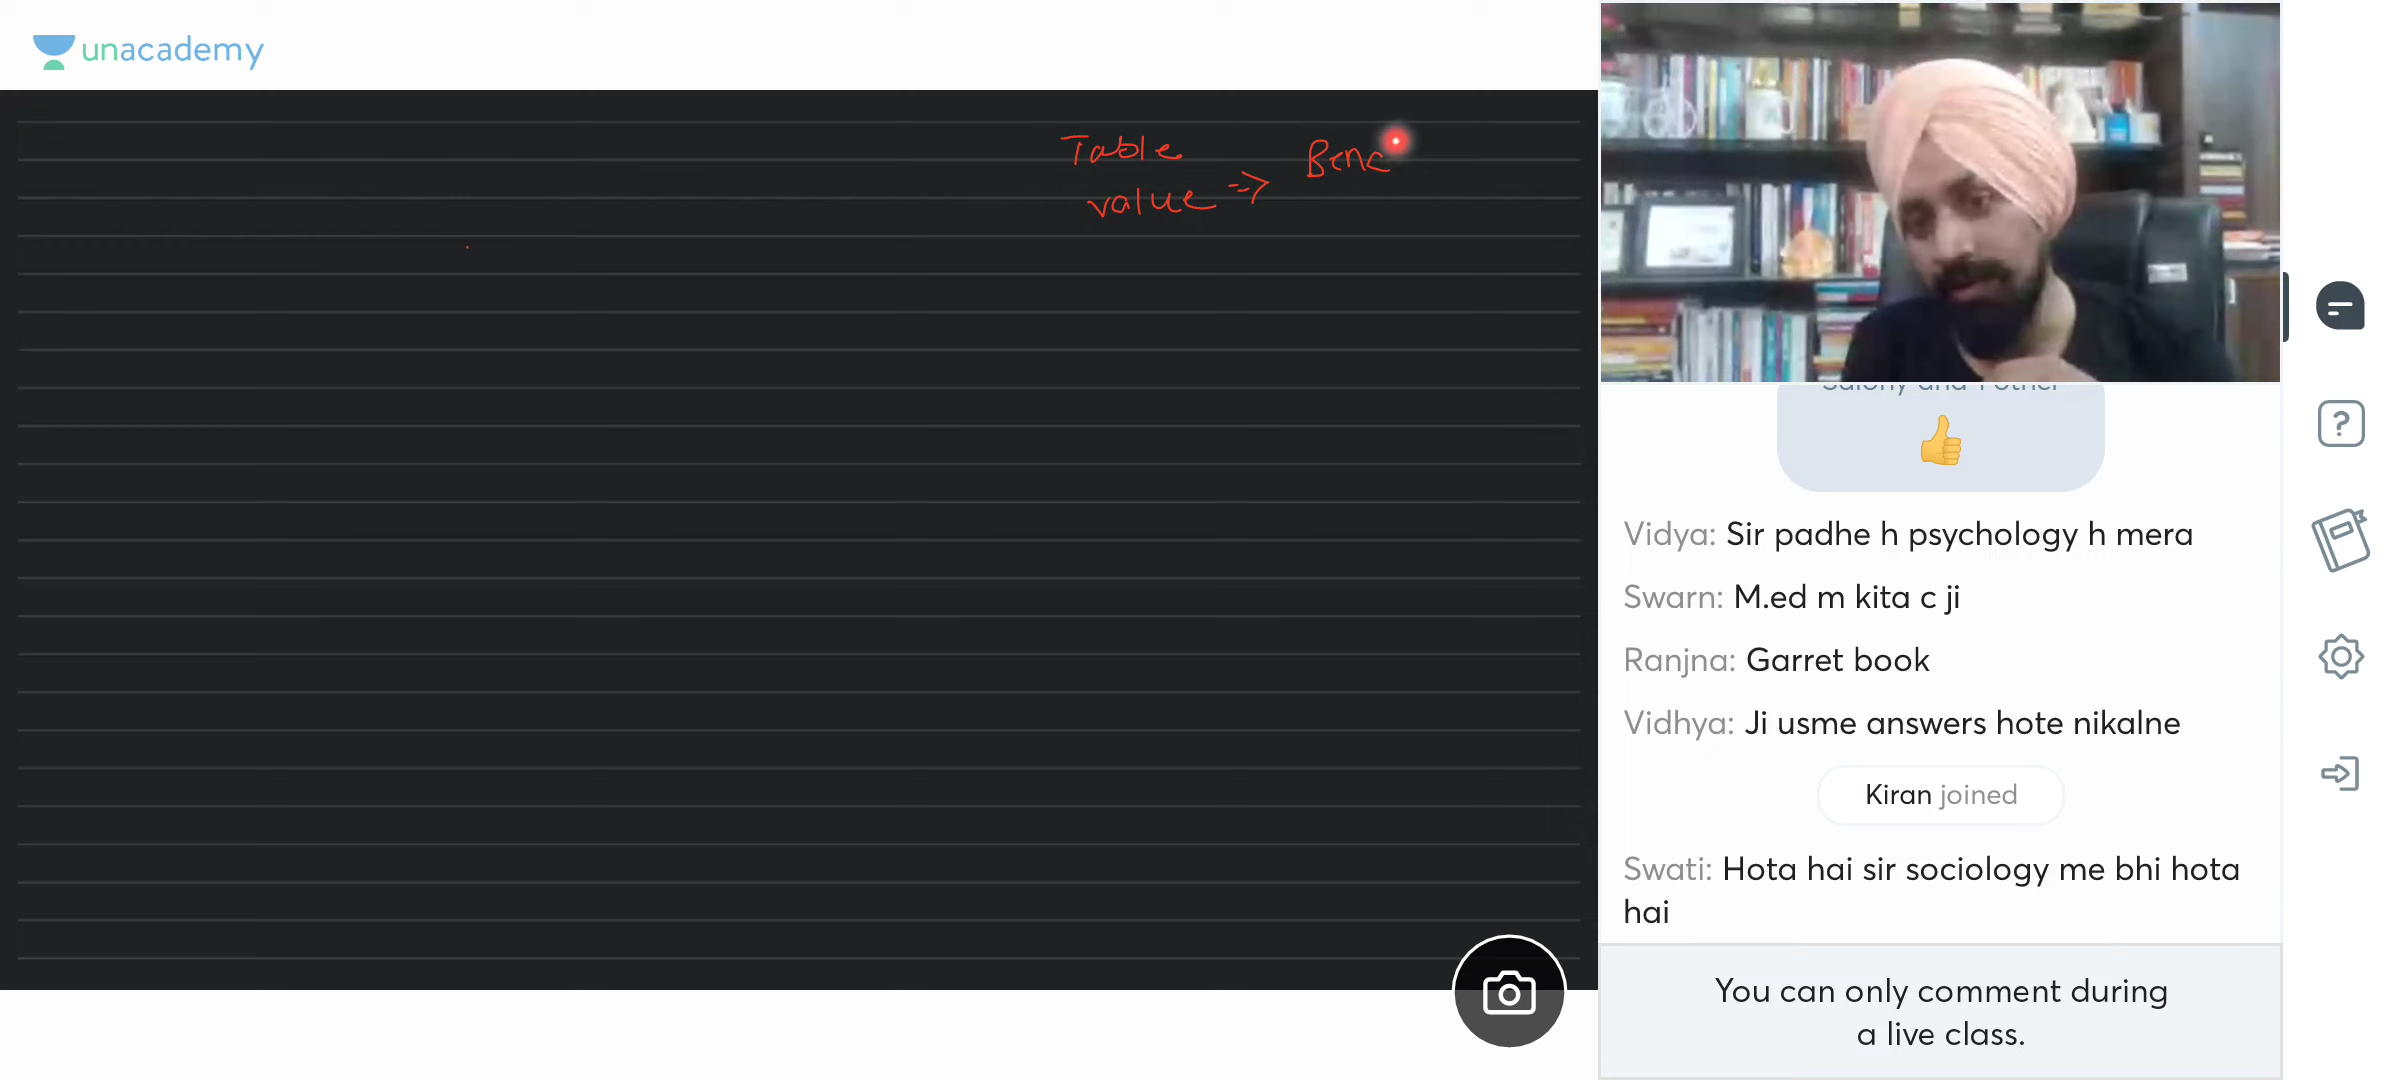 unacademy
Table
value => Benc
Vidya: Sir padhe h psychology h mera
Swarn: M.ed m kita c ji
Ranjna: Garret book
Vidhya: Ji usme answers hote nikalne
Kiran joined
Swati: Hota hai sir sociology me bhi hota
hai
You can only comment during
a live class.